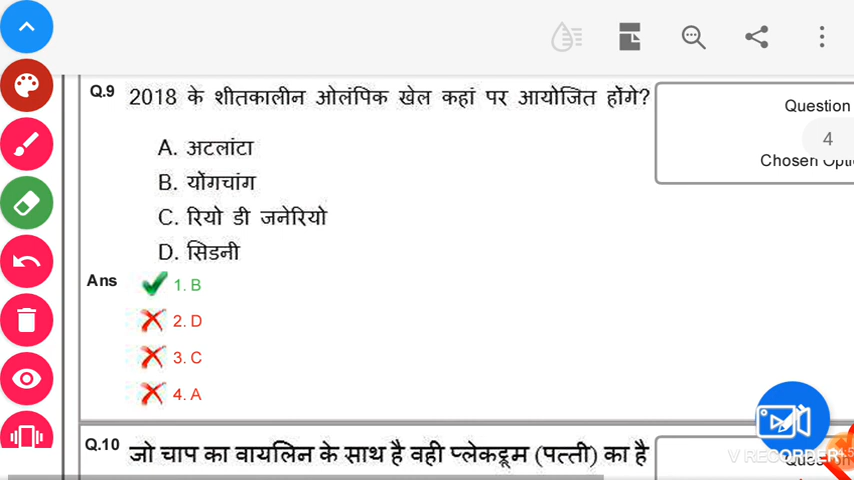 Q.9 2018 के शीतकालीन ओलंपिक खेल कहां पर आयोजित होंगे?
Question
4
A. अटलांटा
Chosen
B. योंगचांग
C. रियो डी जनेरियो
D. सिडनी
Ans 1. B
2. D
3. C
4. A
Q.10 जो चाप का वायलिन के साथ है वही प्लेकट्रूम (पत्ती) का है
V RECORDER